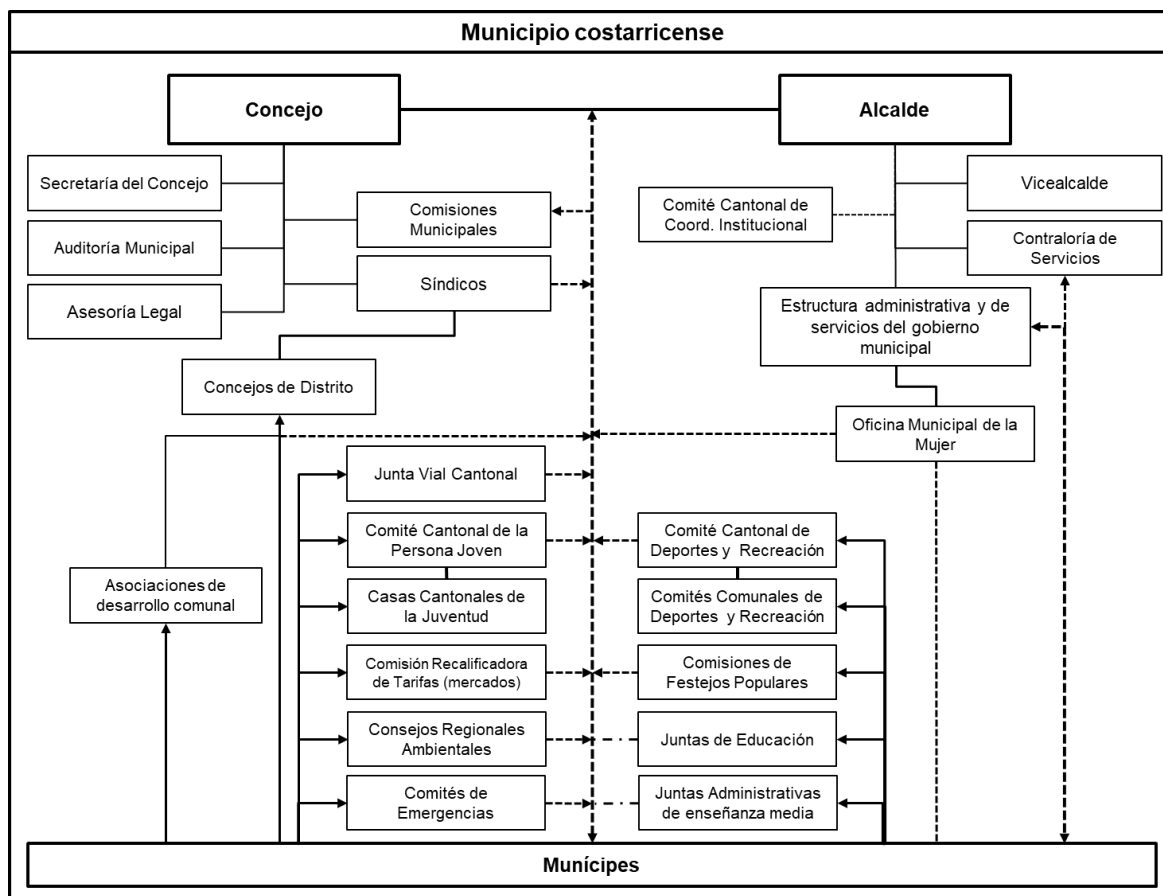 Municipio costarricense
Concejo
Alcalde
Secretaría del Concejo
Auditoría Municipal
Asesoría Legal
Comisiones
Municipales
Síndicos
Concejos de Distrito
Comité Cantonal de
Coord. Institucional
Vicealcalde
Contraloría de
Servicios
Estructura administrativa y de
servicios del gobierno
municipal
Oficina Municipal de la
Mujer
Asociaciones de
desarrollo comunal
Junta Vial Cantonal
Comité Cantonal de la
Persona Joven
Casas Cantonales de
la Juventud
Comisión Recalificadora
de Tarifas (mercados)
Consejos Regionales
Ambientales
Comités de
Emergencias
Comité Cantonal de
Deportes y Recreación
Comités Comunales de
Deportes y Recreación
Comisiones de
Festejos Populares
Juntas de Educación
Juntas Administrativas
de enseñanza media
Munícipes